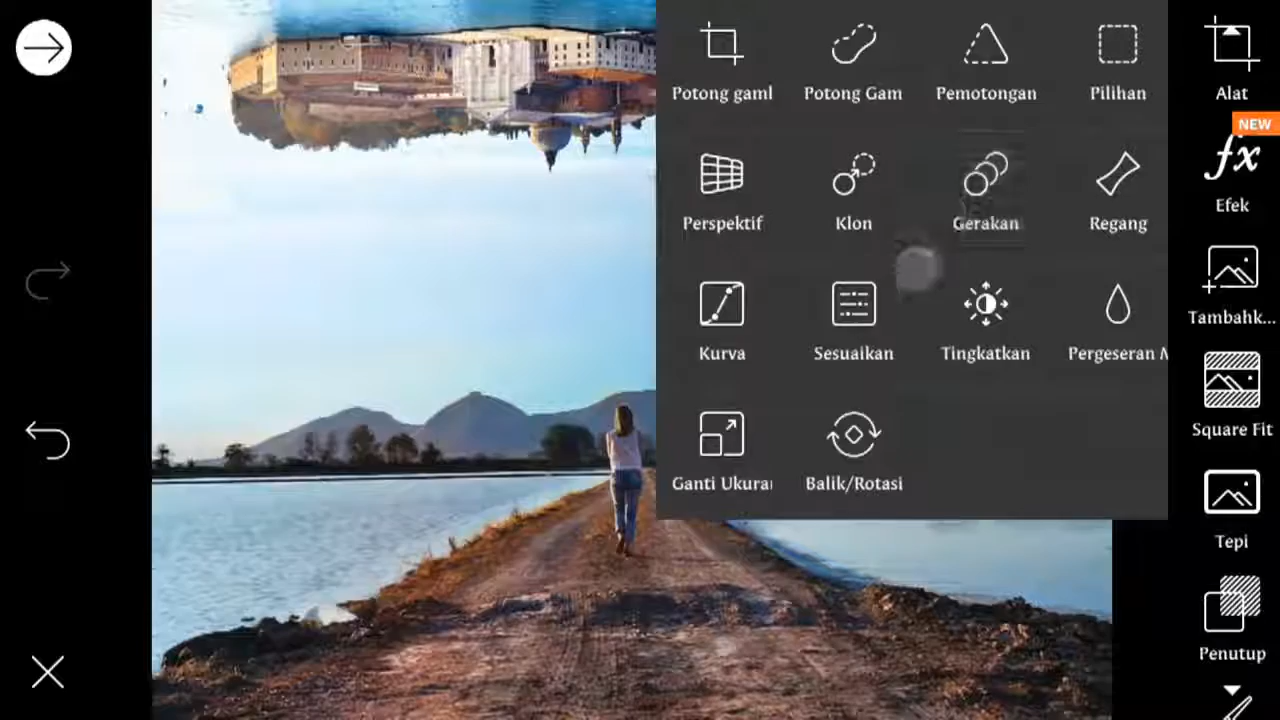 Potong gaml
Potong Gam
Pemotongan
Pilihan
Alat
NEW
fx
Efek
Perspektif
Klon
Gerakan
Regang
Tambahk...
Kurva
Sesuaikan
Tingkatkan
Pergeseran M
Square Fit
Ganti Ukura
Balik/Rotasi
Tepi
Penutup